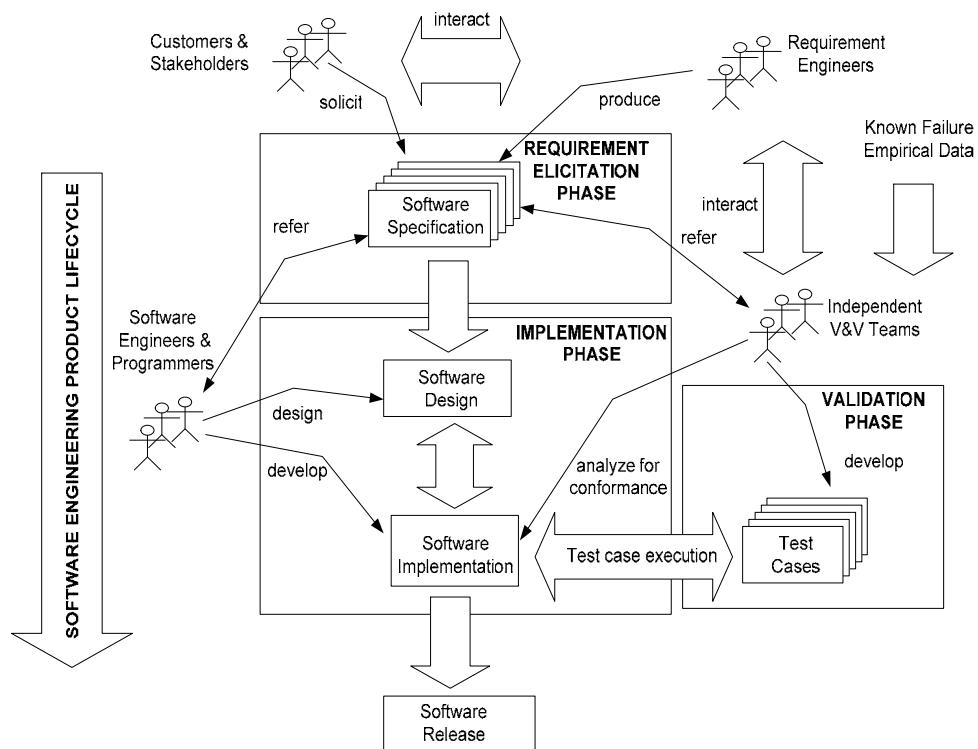 interact
Customers &
Stakeholders
Requirement
Engineers
solicit
produce
Known Failure
Empirical Data
REQUIREMENT
ELICITATION
PHASE
Software
Specification
interact
refer
refer
SOFTWARE ENGINEERING PRODUCT LIFECYCLE
Software
Engineers &
Programmers
Independent
V&V Teams
IMPLEMENTATION
PHASE
Software
Design
design
VALIDATION
PHASE
develop
analyze for
conformance
develop
Software
Implementation
Test case execution
Test
Cases
Software
Release